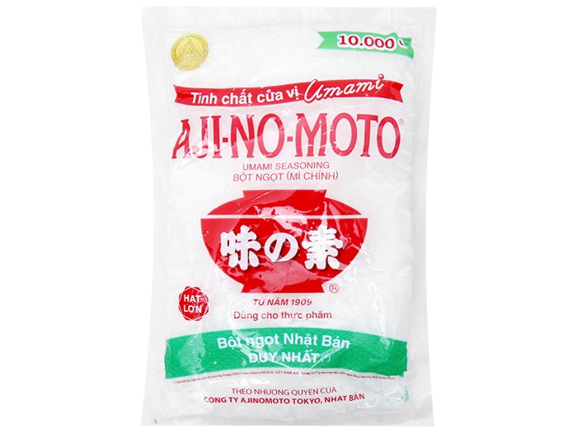 10.000 đ
Tinh chất của vị Umami
AJI-NO-MOTO®
UMAMI SEASONING
BỘT NGỌT (MÌ CHÍNH)
味の素
®
TỪ NĂM 1909
HẠT LỚN
Dùng cho thực phẩm
Bột ngọt Nhật Bản
DUY NHẤT(*)
THEO NHƯỢNG QUYỀN CỦA
CÔNG TY AJINOMOTO TOKYO, NHẬT BẢN